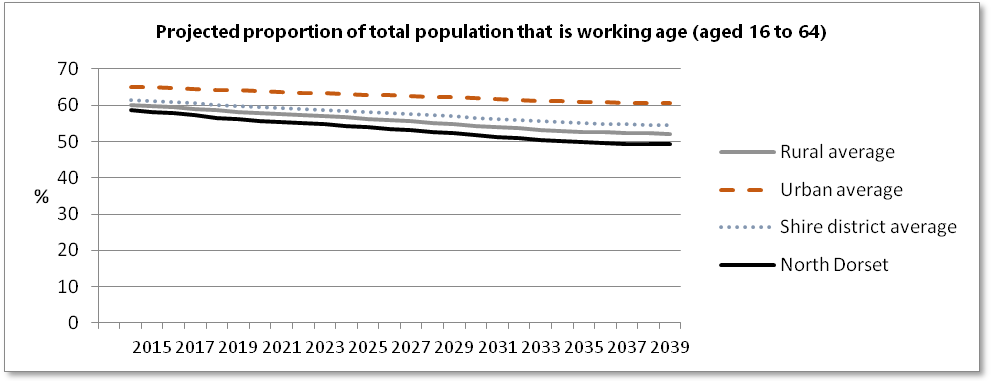 Projected proportion of total population that is working age (aged 16 to 64)
70
60
50
40
30
20
10
0
%
2015 2017 2019 2021 2023 2025 2027 2029 2031 2033 2035 2037 2039
Rural average
Urban average
Shire district average
North Dorset